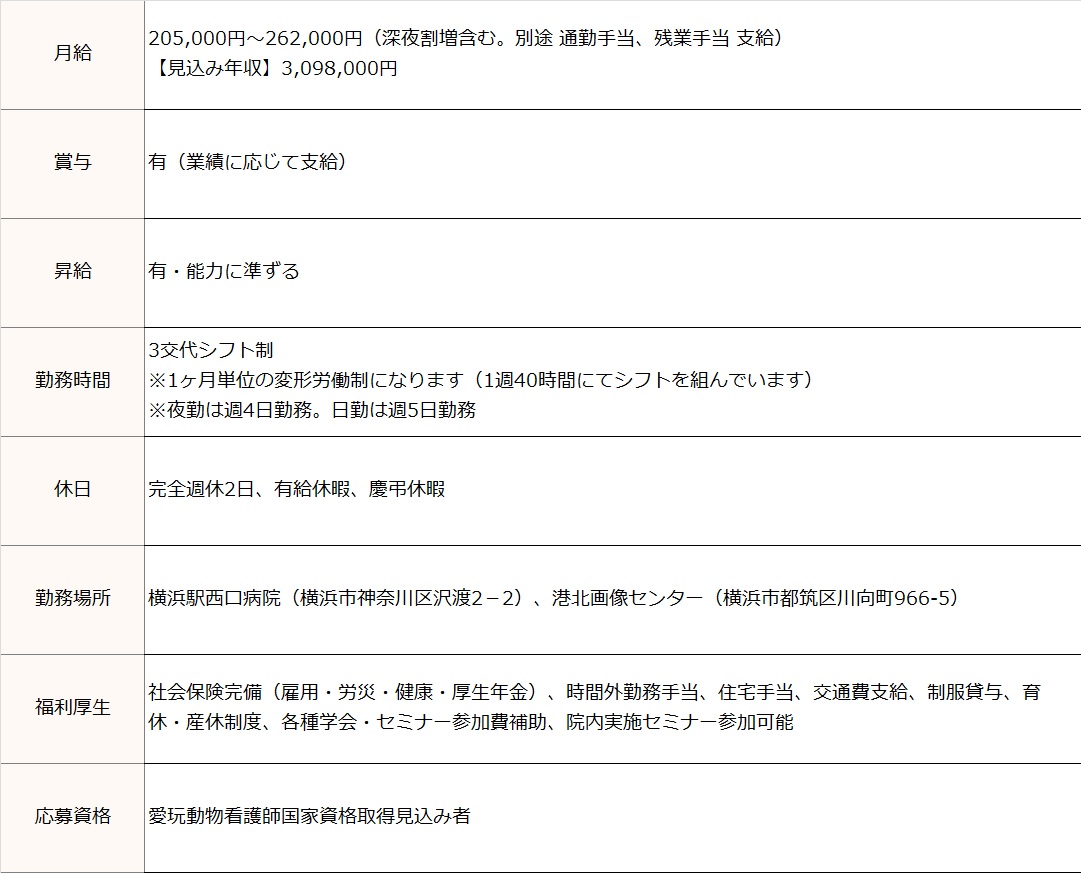 月給
205,000円～262,000円（深夜割増含む。別途 通勤手当、残業手当 支給）
【見込み年収】3,098,000円
賞与
有（業績に応じて支給）
昇給
有・能力に準ずる
勤務時間
3交代シフト制
※1ヶ月単位の変形労働制になります（1週40時間にてシフトを組んでいます）
※夜勤は週4日勤務。日勤は週5日勤務
休日
完全週休2日、有給休暇、慶弔休暇
勤務場所
横浜駅西口病院（横浜市神奈川区沢渡2－2）、港北画像センター（横浜市都筑区川向町966-5）
福利厚生
社会保険完備（雇用・労災・健康・厚生年金）、時間外勤務手当、住宅手当、交通費支給、制服貸与、育
休・産休制度、各種学会・セミナー参加費補助、院内実施セミナー参加可能
応募資格
愛玩動物看護師国家資格取得見込み者